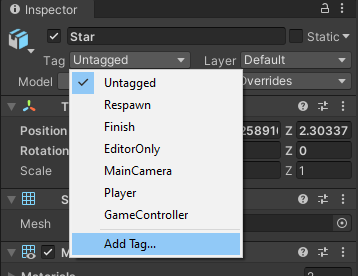 Inspector
Star
Static
Tag Untagged Layer Default
Model Overrides
Untagged
Respawn
Finish
EditorOnly
MainCamera
Player
GameController
Add Tag...
Position Z 2.30337
Rotation Z 0
Scale Z 1
Mesh
Materials